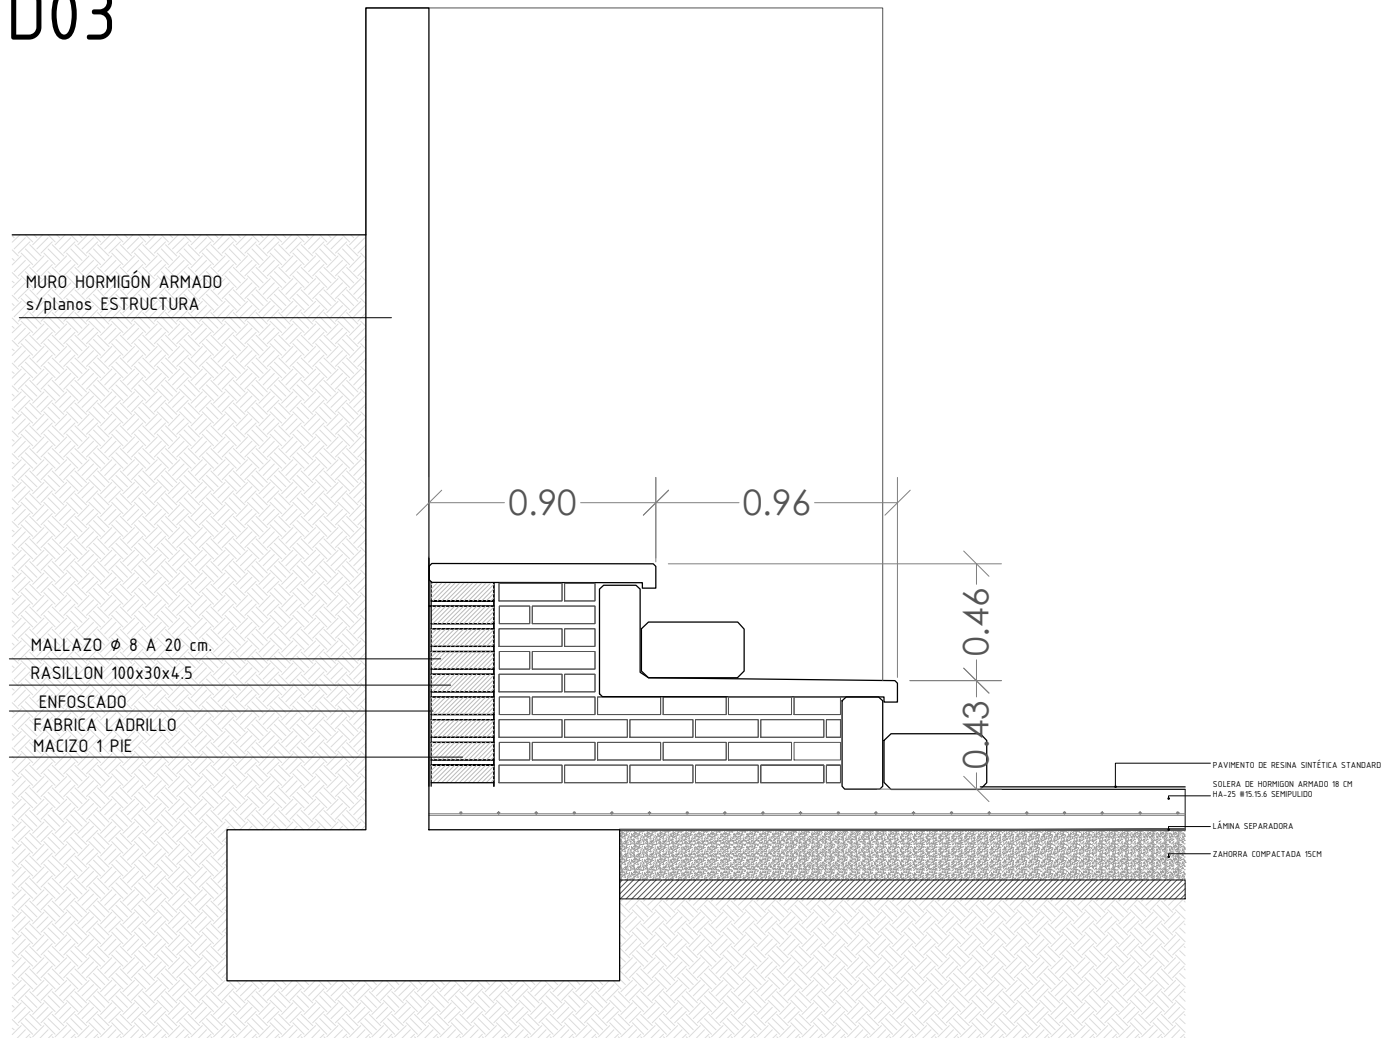 D03
MURO HORMIGÓN ARMADO
s/planos ESTRUCTURA
0.90
0.96
0.46
0.43
MALLAZO Ø 8 A 20 cm.
RASILLON 100x30x4.5
ENFOSCADO
FABRICA LADRILLO
MACIZO 1 PIE
PAVIMENTO DE RESINA SINTÉTICA STANDARD
SOLERA DE HORMIGON ARMADO 18 CM
HA-25 #15.15.6 SEMIPULIDO
LÁMINA SEPARADORA
ZAHORRA COMPACTADA 15CM